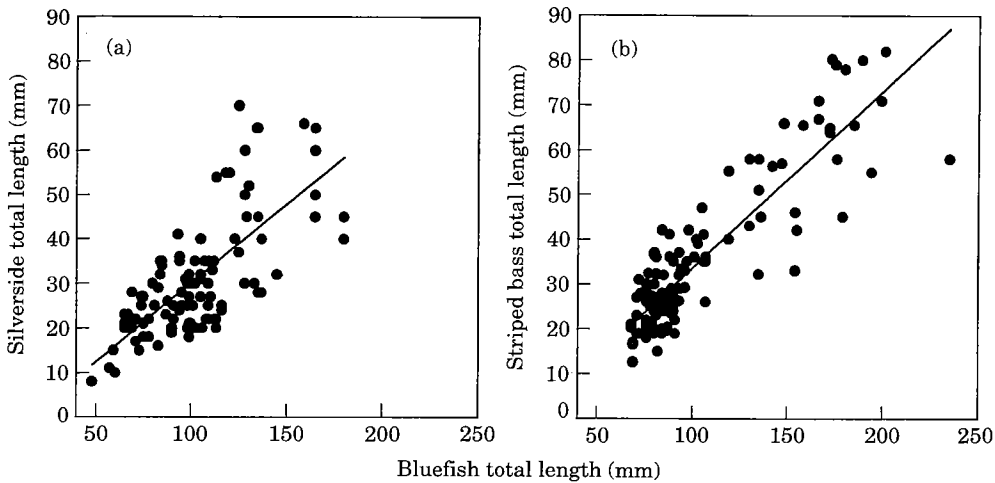 90
80
70
60
50
40
30
20
10
0
(a)
Silverside total length (mm)
50 100 150 200 250
90
80
70
60
50
40
30
20
10
0
(b)
Striped bass total length (mm)
50 100 150 200 250
Bluefish total length (mm)